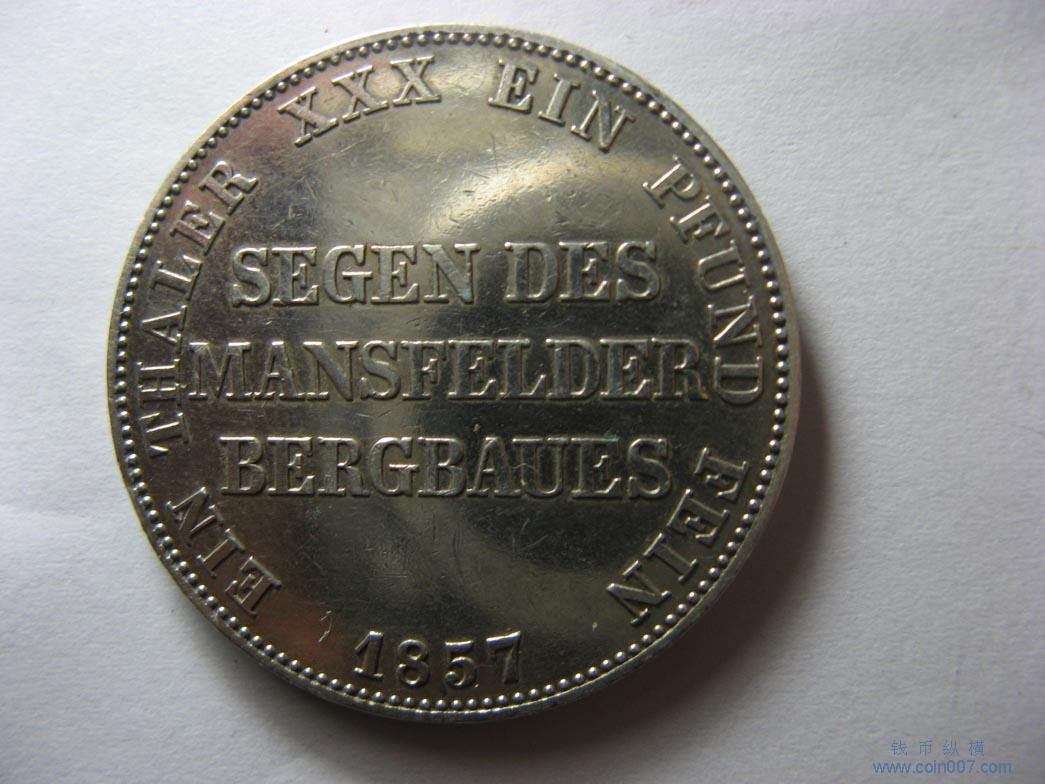 EIN THALER XXX EIN PFUND FEIN
SEGEN DES
MANSFELDER
BERGBAUES
1857
钱币纵横
www.coin007.com